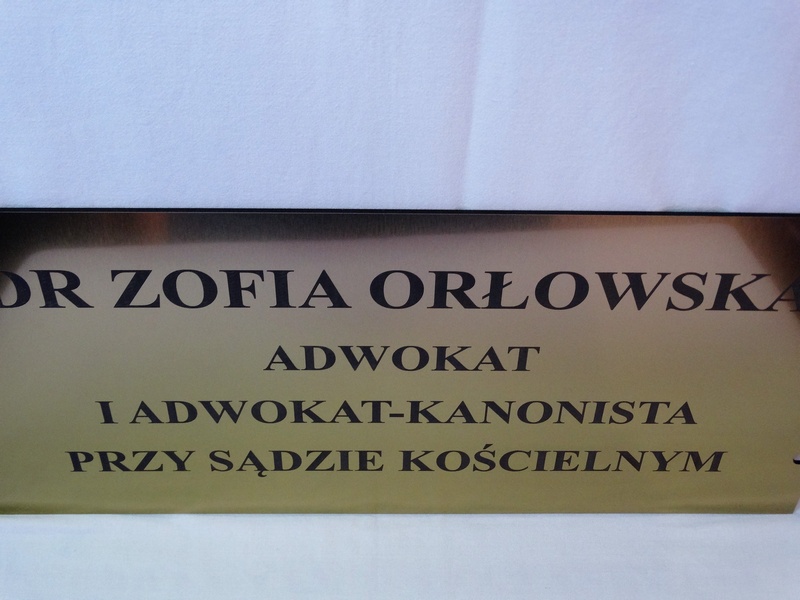 DR ZOFIA ORŁOWSKA
ADWOKAT
I ADWOKAT-KANONISTA
PRZY SĄDZIE KOŚCIELNYM